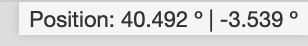 Position: 40.492 º | -3.539 º